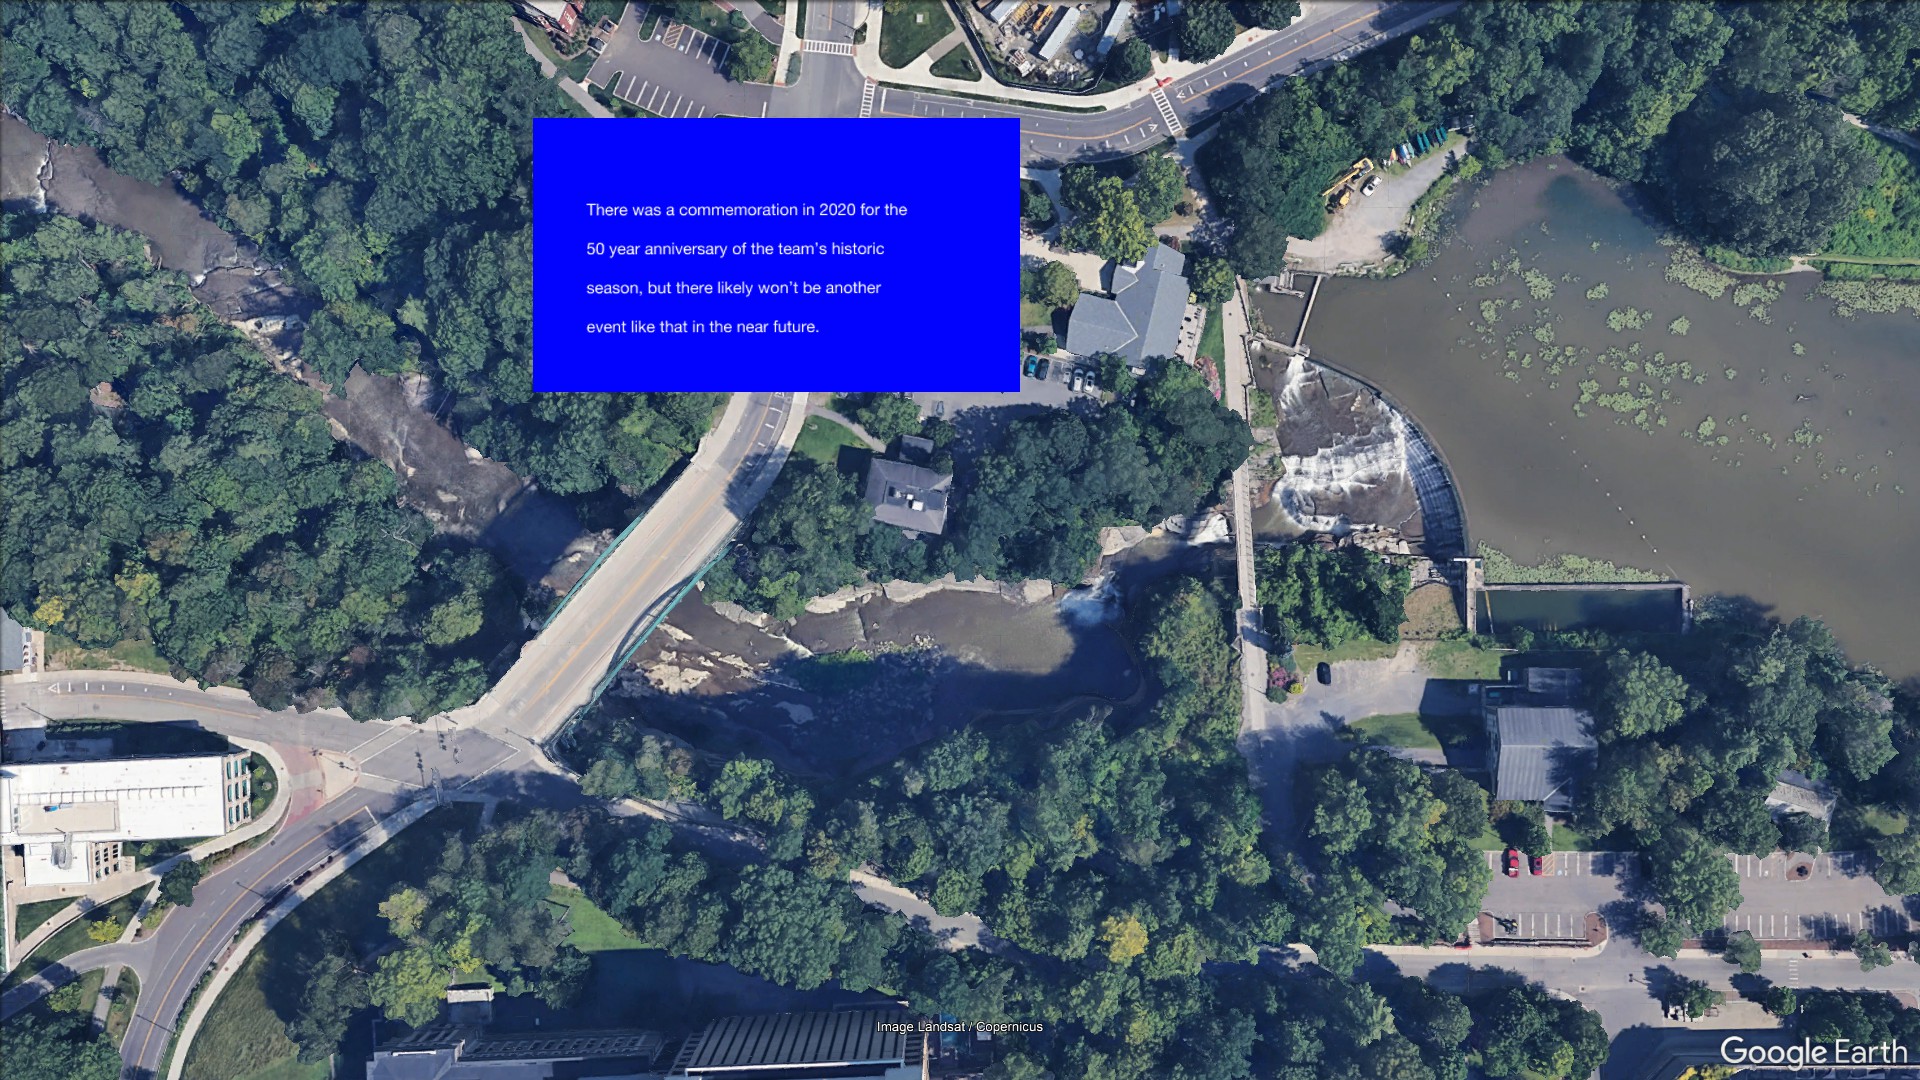 There was a commemoration in 2020 for the
50 year anniversary of the team's historic
season, but there likely won't be another
event like that in the near future.
Image Landsat / Copernicus
Google Earth